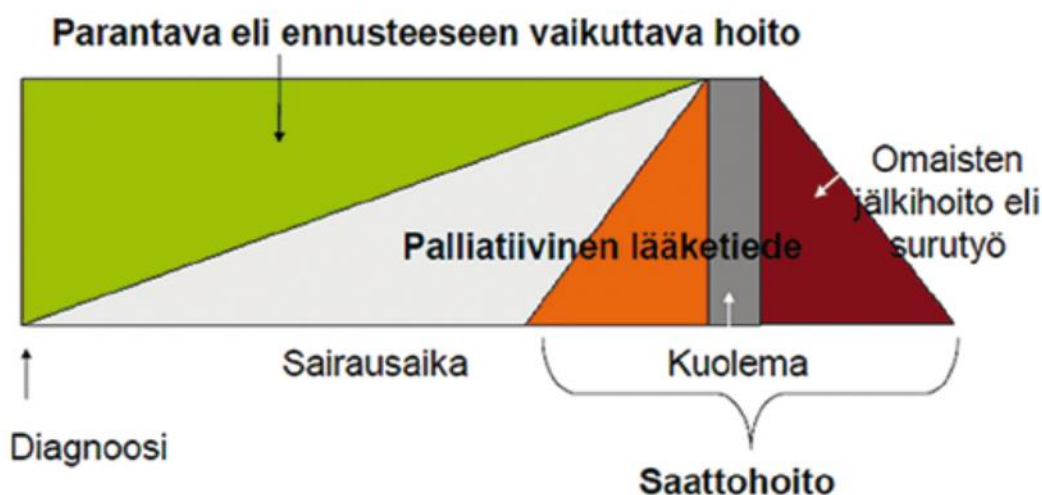 Parantava eli ennusteeseen vaikuttava hoito
Omaisten
jälkihoito eli
surutyö
Palliatiivinen lääketiede
Sairausaika
Kuolema
Diagnoosi
Saattohoito